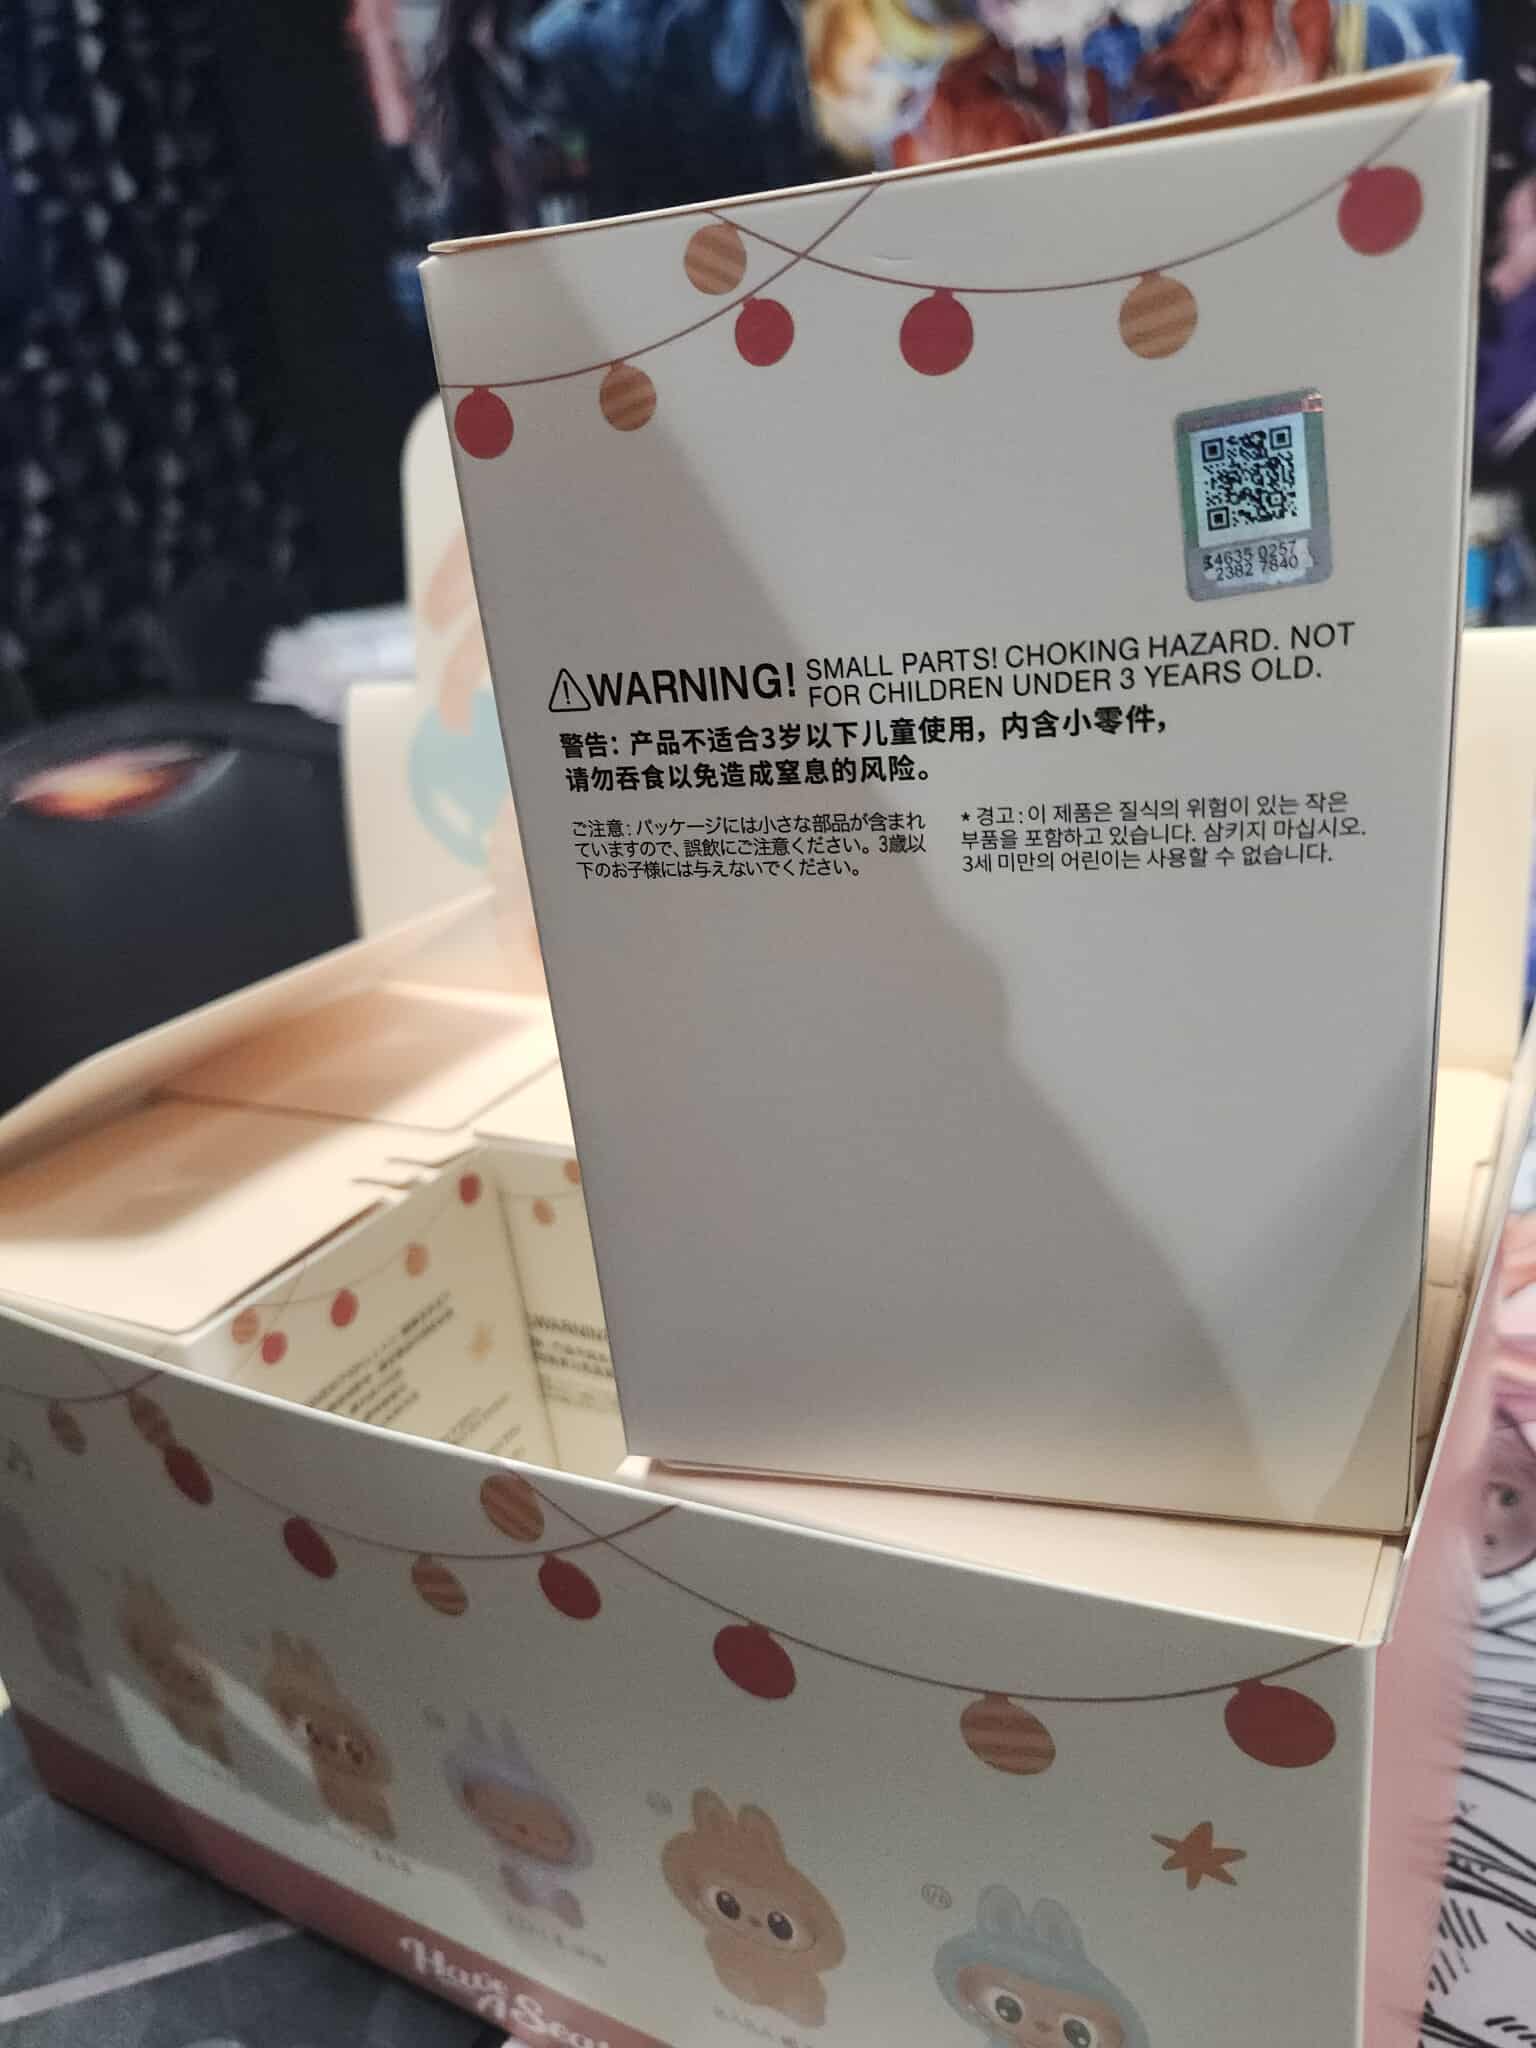 4635 0257
2382 7840
WARNING! SMALL PARTS! CHOKING HAZARD. NOT
FOR CHILDREN UNDER 3 YEARS OLD.
警告：产品不适合3岁以下儿童使用，内含小零件，
请勿吞食以免造成窒息的风险。
ご注意：パッケージには小さな部品が含まれ
ていますので、誤飲にご注意ください。3歳以
下のお子様には与えないでください。
* 경고 : 이 제품은 질식의 위험이 있는 작은
부품을 포함하고 있습니다. 삼키지 마십시오.
3세 미만의 어린이는 사용할 수 없습니다.
WARNING
1/6
Have
A Seat